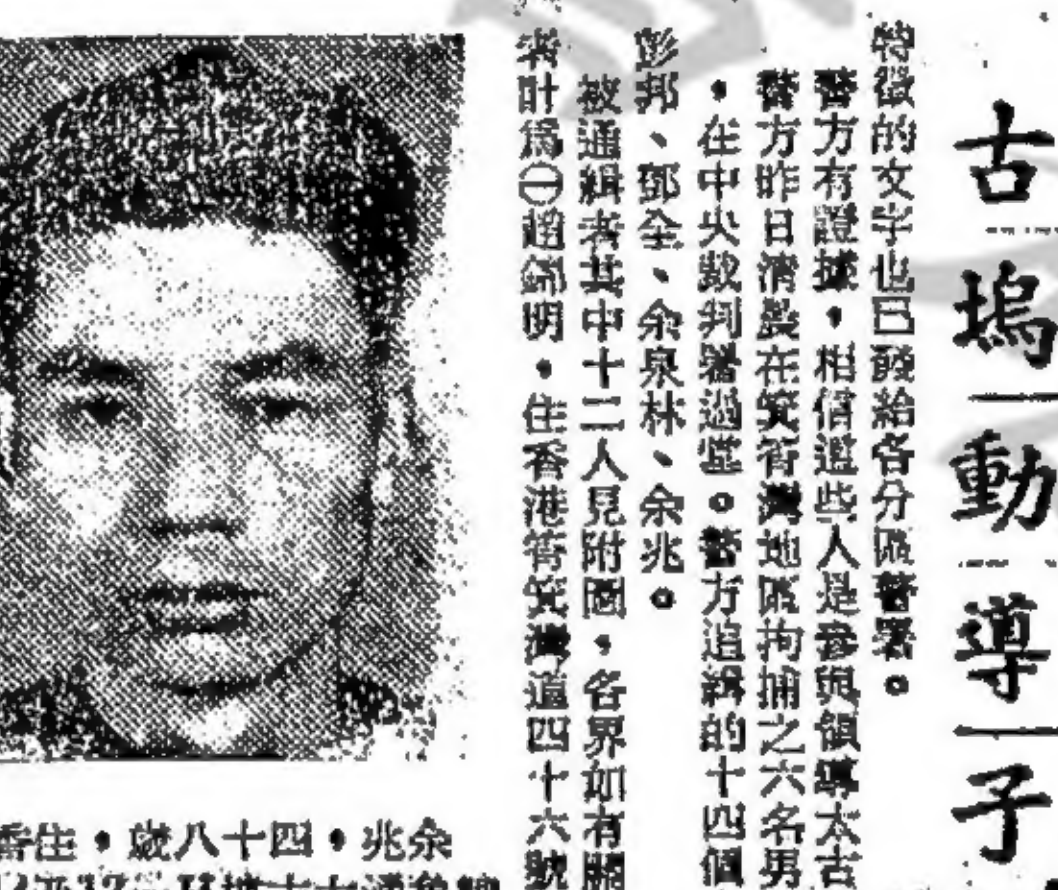 古塢動導子
特徵的文字也已發給各分區警署。
警方有證據，相信這些人是參與領導太古
警方昨日清晨在筲箕灣地區拘捕之六名男
，在中央裁判署過堂。警方追緝的十四個
彭邦、鄧全、余泉林、余兆。
被通緝者其中十二人見附圖，各界如有關
者計爲㊀趙錦明，住香港筲箕灣道四十六號
余兆，四十八歲，住香